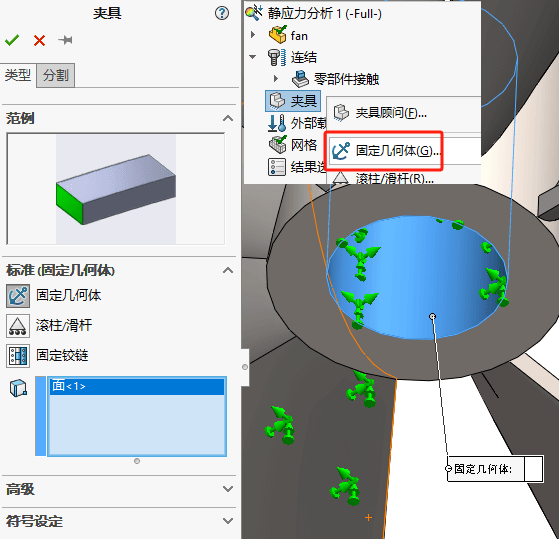 夹具
类型
分割
范例
标准 (固定几何体)
固定几何体
滚柱/滑杆
固定铰链
面<1>
高级
符号设定
静应力分析 1 (-Full-)
fan
连结
零部件接触
夹具
外部载
网格
结果选
夹具顾问(F)...
固定几何体(G)...
滚柱/滑杆(R)...
固定几何体: